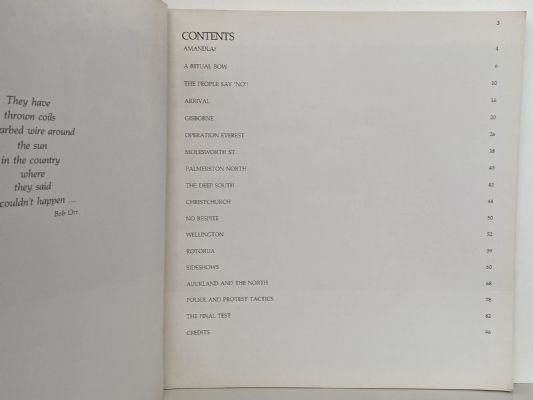 They have
thrown coils
arbed wire around
the sun
in the country
where
they said
couldn't happen ...
Bob Orr
3
CONTENTS
AMANDLA! 4
A RITUAL BOW 6
THE PEOPLE SAY 'NO'! 10
ARRIVAL 16
GISBORNE 20
OPERATION EVEREST 26
MOLESWORTH ST. 38
PALMERSTON NORTH 40
THE DEEP SOUTH 42
CHRISTCHURCH 44
NO RESPITE 50
WELLINGTON 52
ROTORUA 59
SIDESHOWS 60
AUCKLAND AND THE NORTH 68
POLICE AND PROTEST TACTICS 78
THE FINAL TEST 82
CREDITS 96